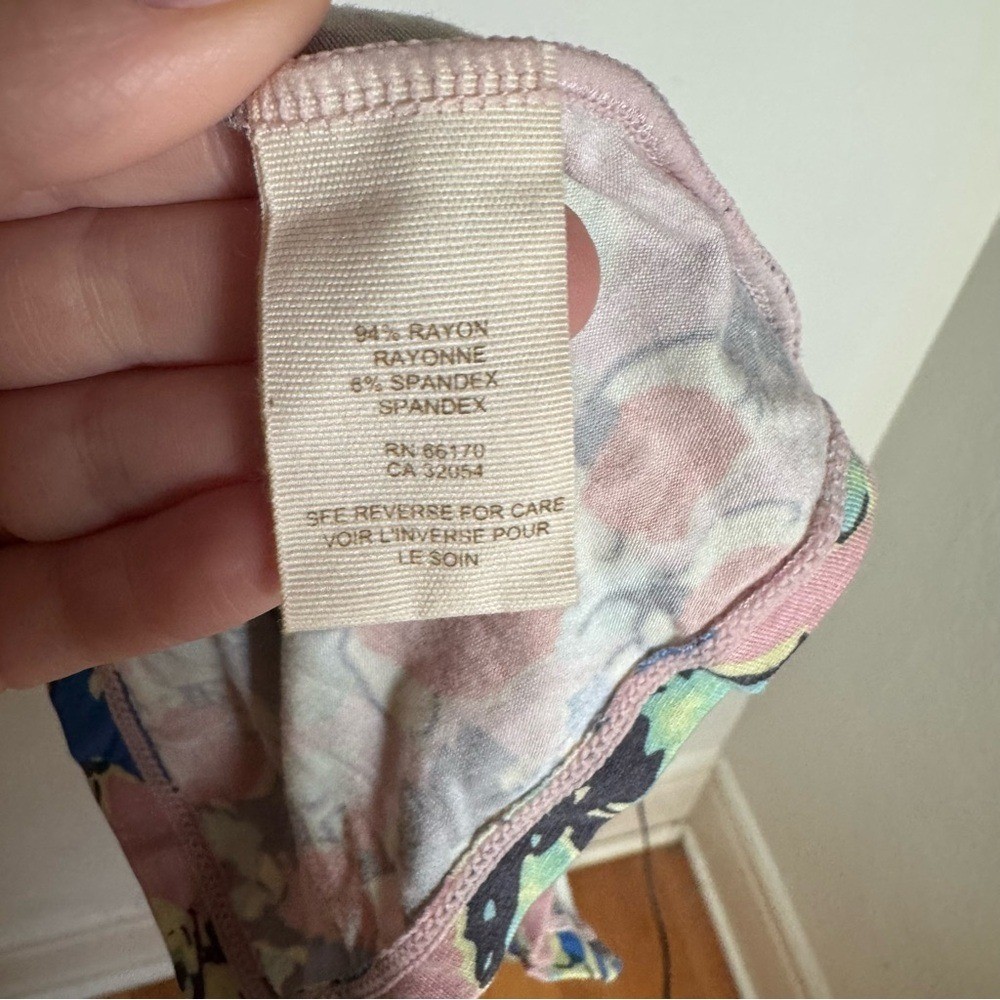 94% RAYON
RAYONNE
6% SPANDEX
SPANDEX
RN 66170
CA 32054
SEE REVERSE FOR CARE
VOIR L'INVERSE POUR
LE SOIN